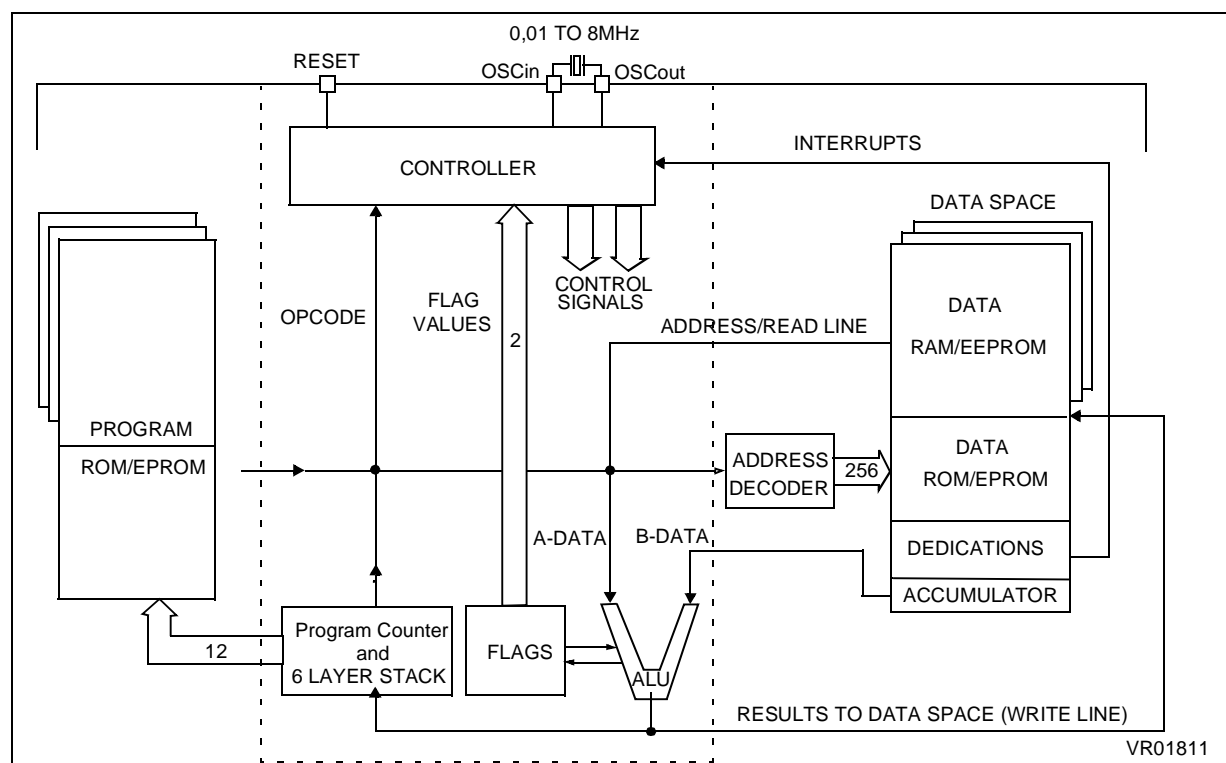 0,01 TO 8MHz
RESET
OSCin
OSCout
INTERRUPTS
CONTROLLER
DATA SPACE
CONTROL
SIGNALS
FLAG
VALUES
OPCODE
ADDRESS/READ LINE
DATA
RAM/EEPROM
2
PROGRAM
ROM/EPROM
ADDRESS
DECODER
256
DATA
ROM/EPROM
A-DATA
B-DATA
DEDICATIONS
ACCUMULATOR
12
Program Counter
and
6 LAYER STACK
FLAGS
ALU
RESULTS TO DATA SPACE (WRITE LINE)
VR01811